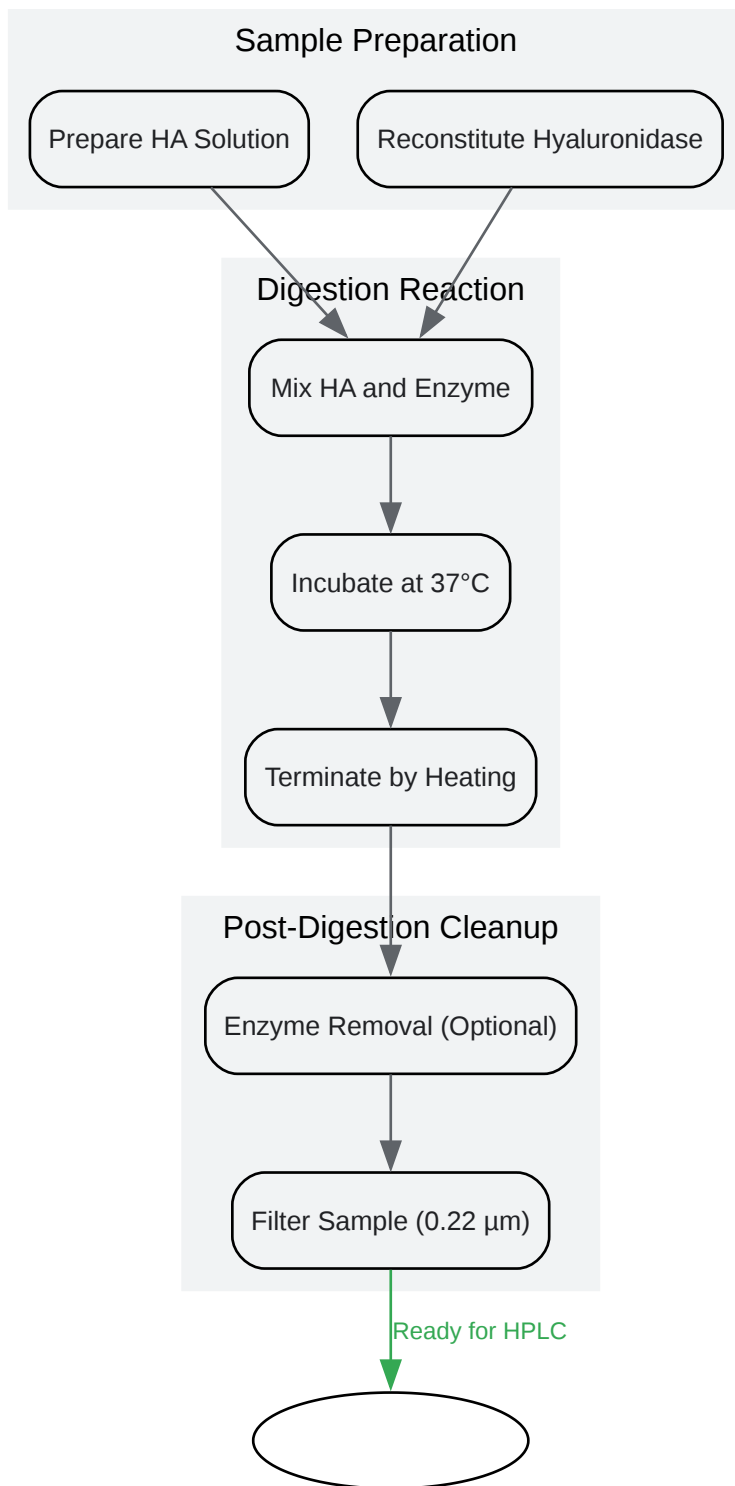 Sample Preparation
Prepare HA Solution
Reconstitute Hyaluronidase
Digestion Reaction
Mix HA and Enzyme
Incubate at 37°C
Terminate by Heating
Post-Digestion Cleanup
Enzyme Removal (Optional)
Filter Sample (0.22 µm)
Ready for HPLC